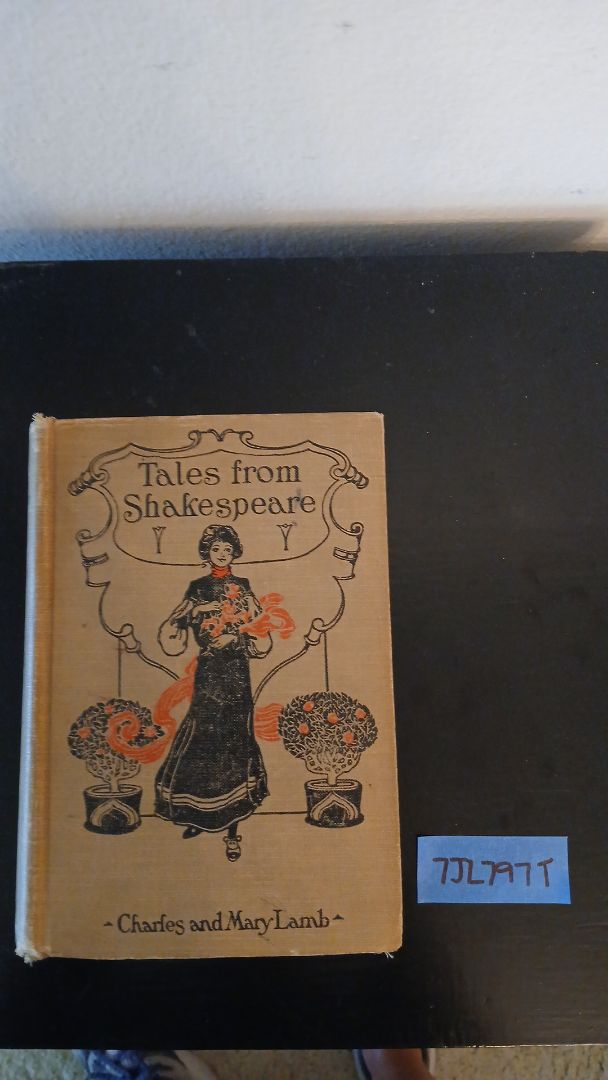 Tales from
Shakespeare
- Charles and Mary Lamb -
7JL797T